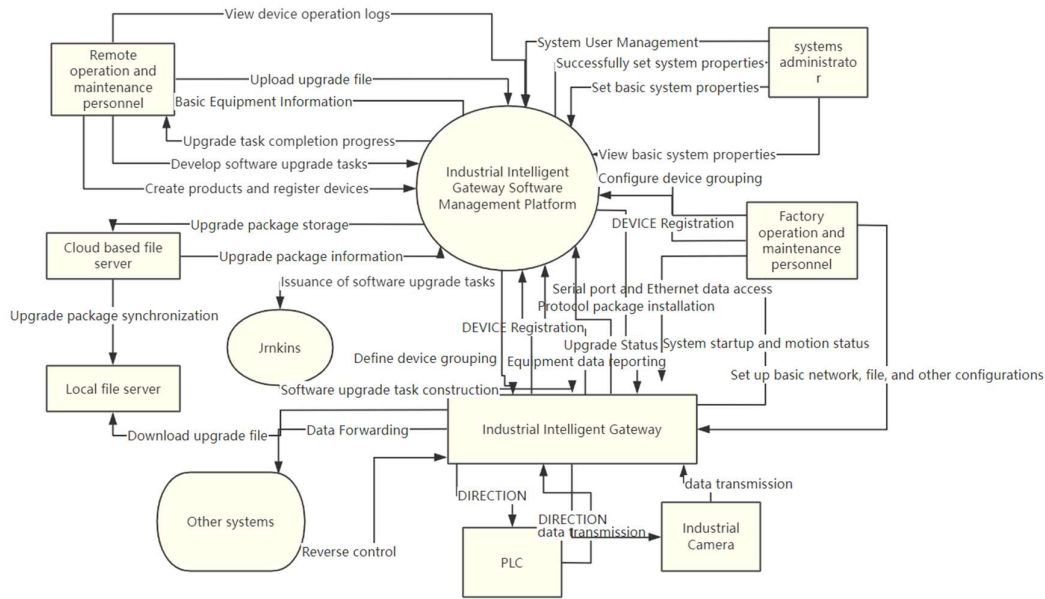 View device operation logs
Remote
operation and
maintenance
personnel
Upload upgrade file
Basic Equipment Information
Upgrade task completion progress
Develop software upgrade tasks
Create products and register devices
System User Management
Successfully set system properties
Set basic system properties
systems
administrato
r
View basic system properties
Configure device grouping
Industrial Intelligent
Gateway Software
Management Platform
DEVICE Registration
Factory
operation and
maintenance
personnel
Upgrade package storage
Cloud based file
server
Upgrade package information
Issuance of software upgrade tasks
Serial port and Ethernet data access
Protocol package installation
Upgrade package synchronization
Jrnkins
DEVICE Registration
Upgrade Status
System startup and motion status
Define device grouping
Equipment data reporting
Set up basic network, file, and other configurations
Local file server
Software upgrade task construction
Download upgrade file
Data Forwarding
Industrial Intelligent Gateway
Other systems
Reverse control
DIRECTION
PLC
DIRECTION
data transmission
data transmission
Industrial
Camera